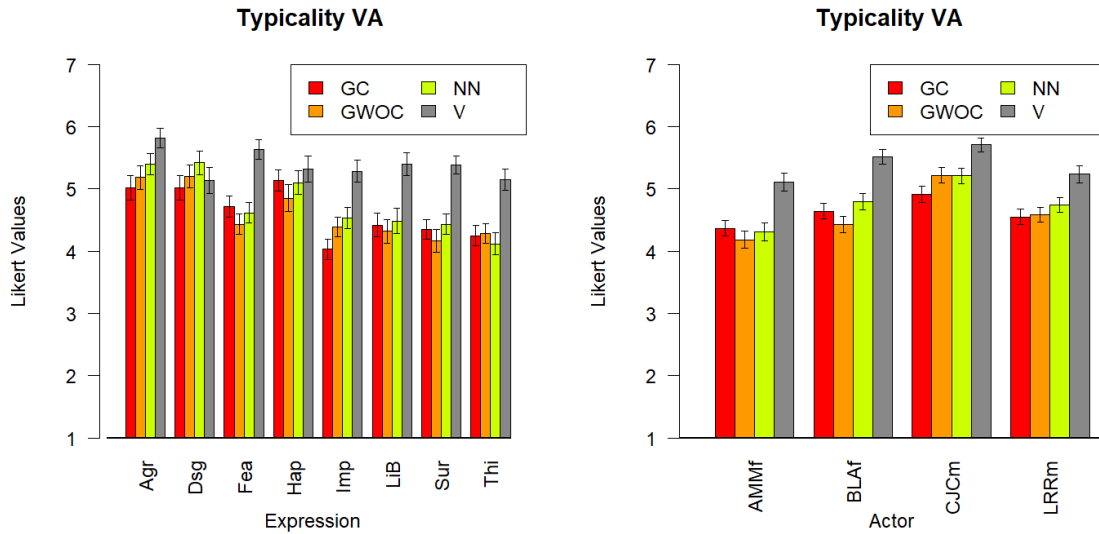 Typicality VA
Likert Values
7
6
5
4
3
2
1
GC NN
GWOC V
Agr Dsg Fea Hap Imp LiB Sur Thi
Expression
Typicality VA
Likert Values
7
6
5
4
3
2
1
GC NN
GWOC V
AMMf BLAf CJCm LRRm
Actor